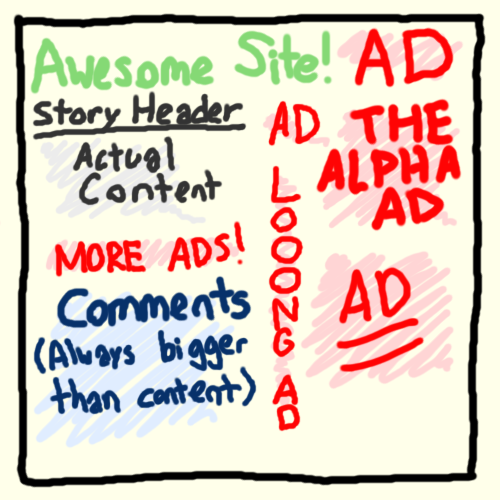 Awesome Site!
Story Header
Actual
Content
MORE ADS!
Comments
(Always bigger
than content)
AD
LOOONG AD
AD
THE
ALPHA
AD
AD